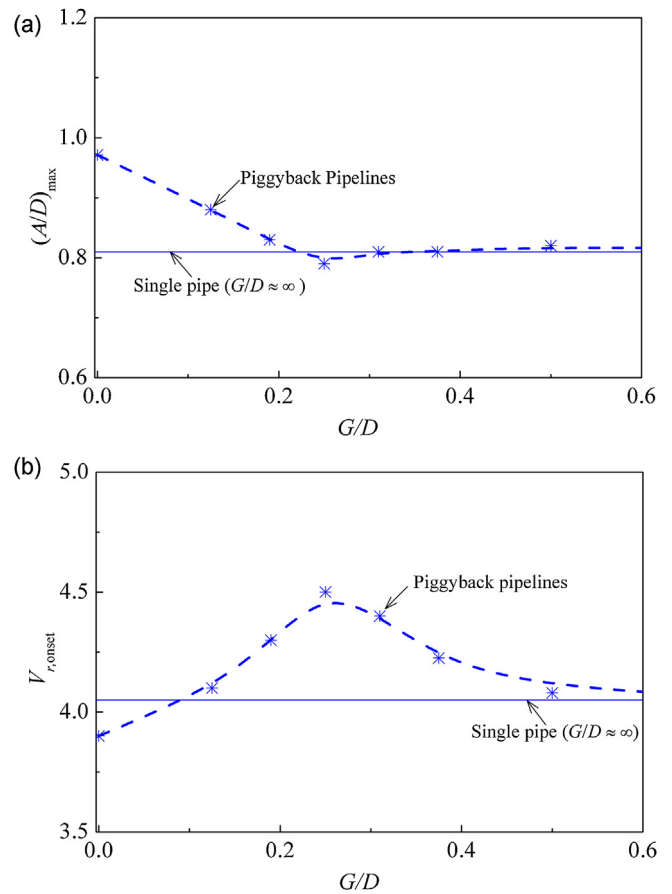 (a)
1.2
1.0
0.8
0.6
(A/D)max
Piggyback Pipelines
Single pipe (G/D ≈ ∞)
0.0 0.2 0.4 0.6
G/D
(b)
5.0
4.5
4.0
3.5
Vr,onset
Piggyback pipelines
Single pipe (G/D ≈ ∞)
0.0 0.2 0.4 0.6
G/D